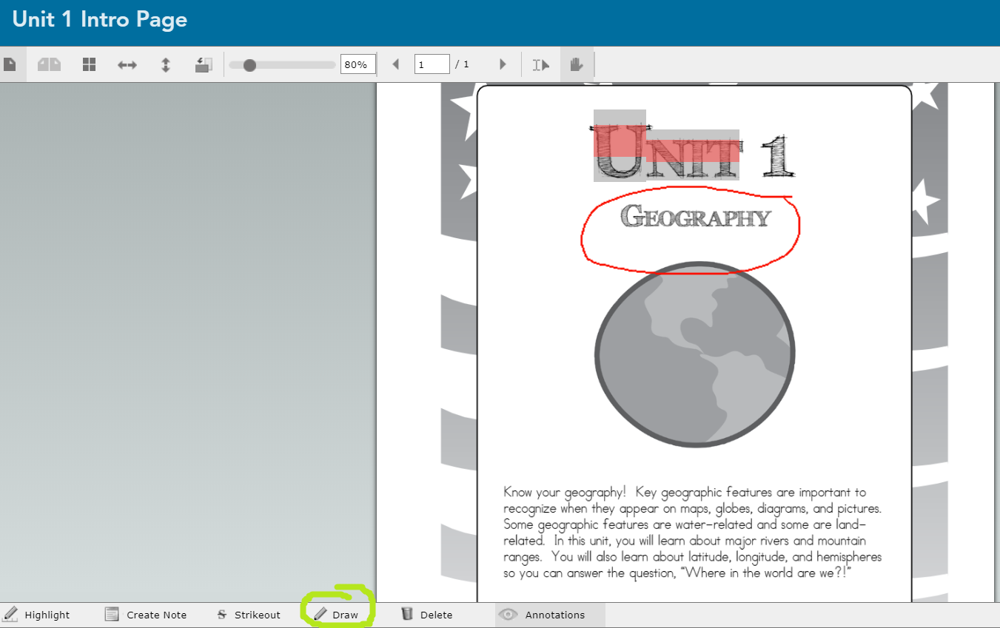 Unit 1 Intro Page
80% 1 / 1
UNIT 1
GEOGRAPHY
Know your geography! Key geographic features are important to
recognize when they appear on maps, globes, diagrams, and pictures.
Some geographic features are water-related and some are land-
related. In this unit, you will learn about major rivers and mountain
ranges. You will also learn about latitude, longitude, and hemispheres
so you can answer the question, "Where in the world are we?!"
Highlight Create Note S Strikeout Draw Delete Annotations